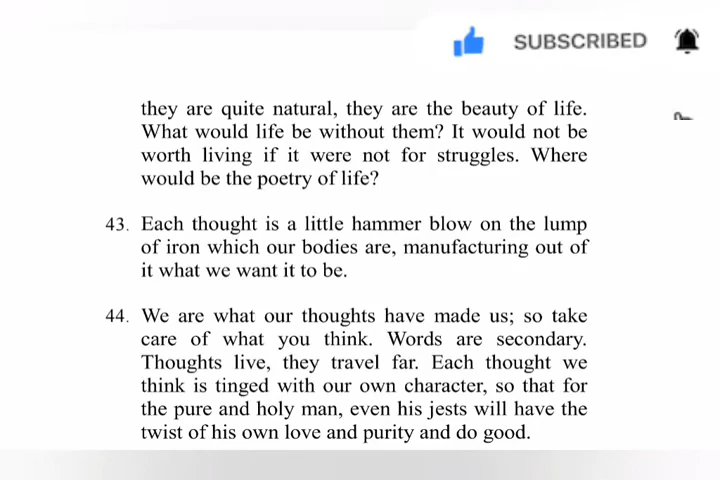 SUBSCRIBED
they are quite natural, they are the beauty of life.
What would life be without them? It would not be
worth living if it were not for struggles. Where
would be the poetry of life?
43. Each thought is a little hammer blow on the lump
of iron which our bodies are, manufacturing out of
it what we want it to be.
44. We are what our thoughts have made us; so take
care of what you think. Words are secondary.
Thoughts live, they travel far. Each thought we
think is tinged with our own character, so that for
the pure and holy man, even his jests will have the
twist of his own love and purity and do good.